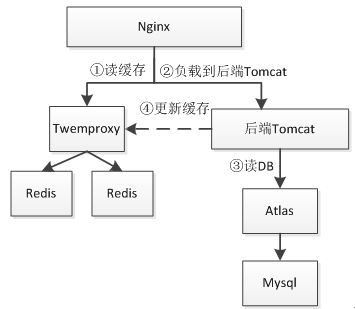 Nginx
①读缓存
②负载到后端Tomcat
④更新缓存
Twemproxy
后端Tomcat
③读DB
Redis
Redis
Atlas
Mysql